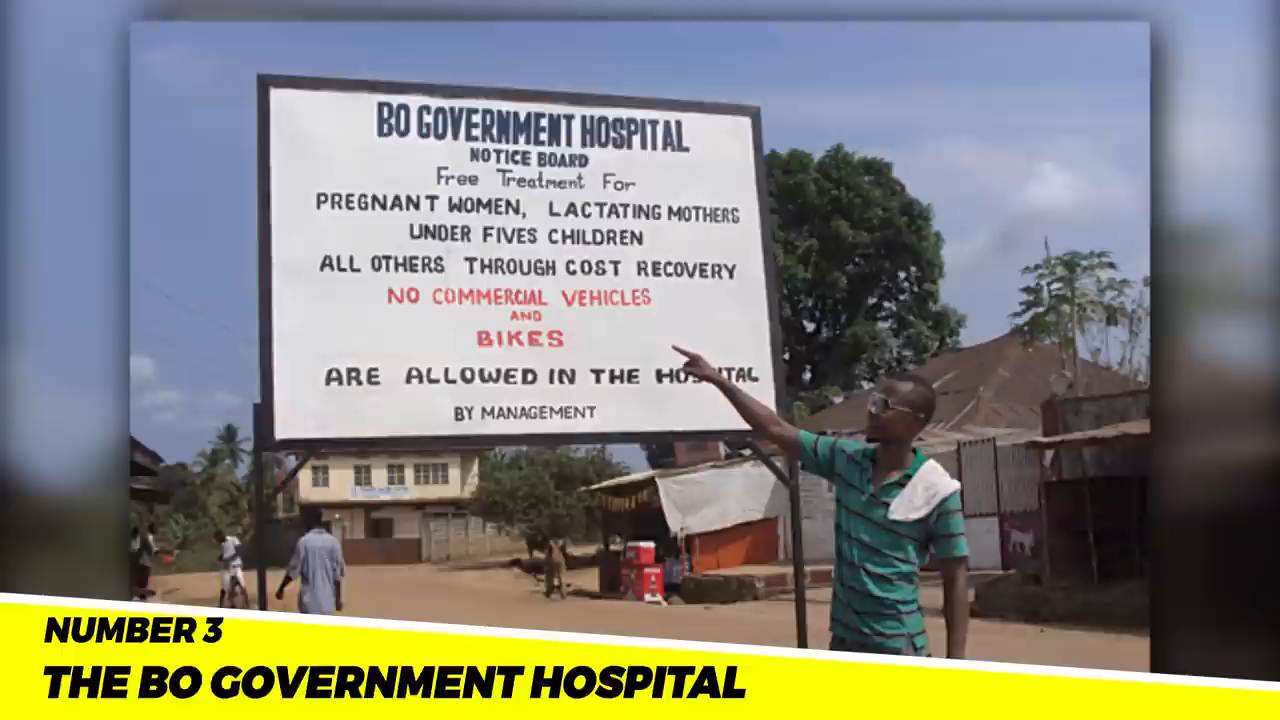 BO GOVERNMENT HOSPITAL
NOTICE BOARD
Free Treatment For
PREGNANT WOMEN, LACTATING MOTHERS
UNDER FIVES CHILDREN
ALL OTHERS THROUGH COST RECOVERY
NO COMMERCIAL VEHICLES
AND
BIKES
ARE ALLOWED IN THE HOSPITAL
BY MANAGEMENT
NUMBER 3
THE BO GOVERNMENT HOSPITAL